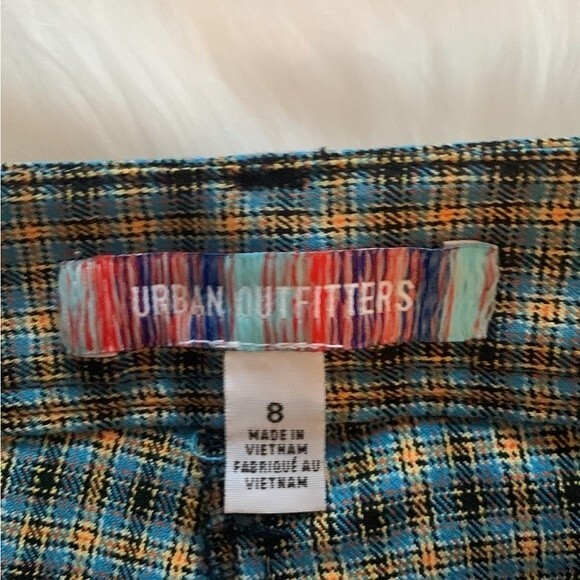 URBAN OUTFITTERS
8
MADE IN
VIETNAM
FABRIQUÉ AU
VIETNAM